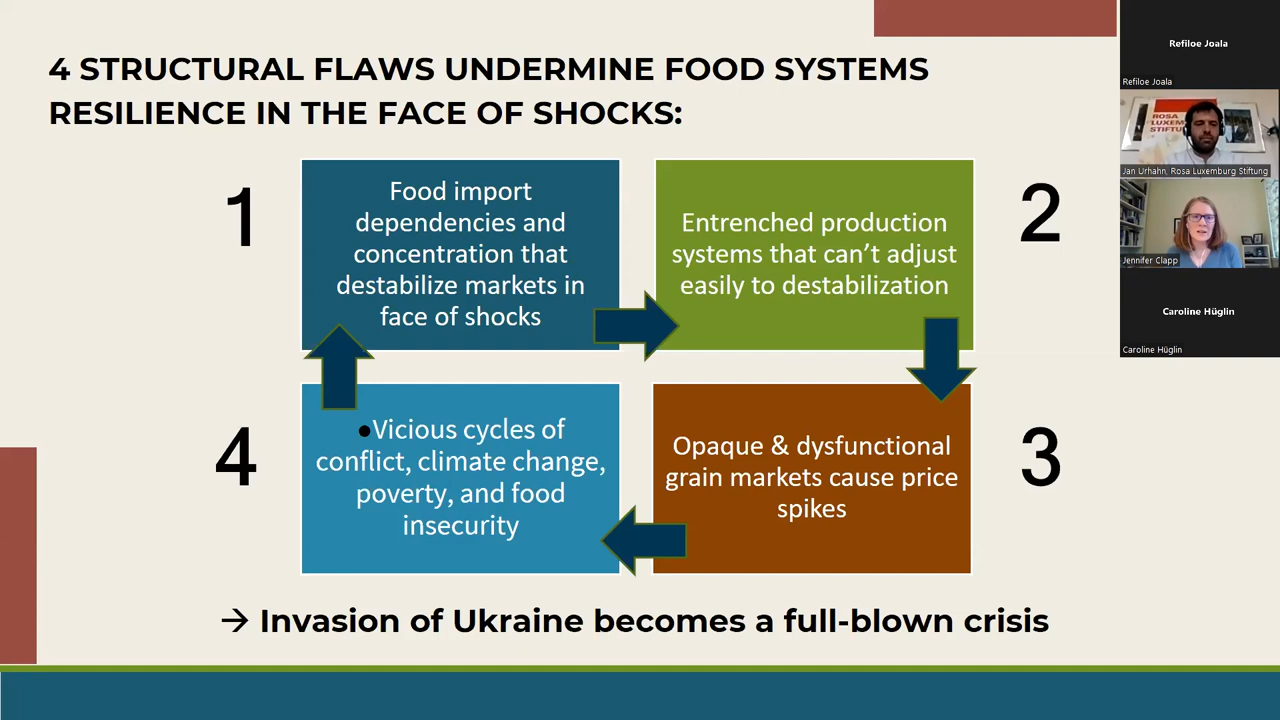 4 STRUCTURAL FLAWS UNDERMINE FOOD SYSTEMS
RESILIENCE IN THE FACE OF SHOCKS:
1
Food import
dependencies and
concentration that
destabilize markets in
face of shocks
Entrenched production
systems that can’t adjust
easily to destabilization
2
4
●Vicious cycles of
conflict, climate change,
poverty, and food
insecurity
Opaque & dysfunctional
grain markets cause price
spikes
3
→ Invasion of Ukraine becomes a full-blown crisis
Refiloe Joala
Refiloe Joala
ROSA
LUXEM
STIFTU
Jan Urhahn, Rosa Luxemburg Stiftung
Jennifer Clapp
Caroline Hüglin
Caroline Hüglin